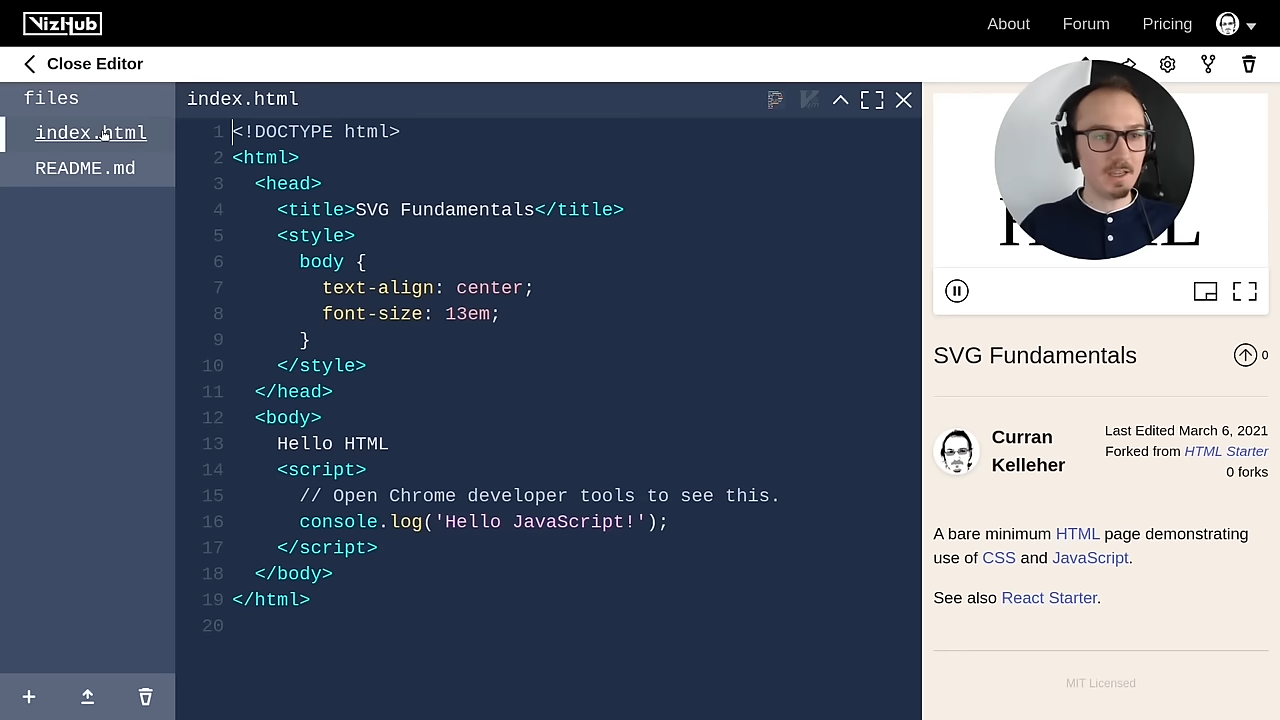 VizHub
About Forum Pricing
Close Editor
files
index.html
README.md
index.html
1 <!DOCTYPE html>
2 <html>
3 <head>
4 <title>SVG Fundamentals</title>
5 <style>
6 body {
7 text-align: center;
8 font-size: 13em;
9 }
10 </style>
11 </head>
12 <body>
13 Hello HTML
14 <script>
15 // Open Chrome developer tools to see this.
16 console.log('Hello JavaScript!');
17 </script>
18 </body>
19 </html>
20
SVG Fundamentals
0
Curran
Kelleher
Last Edited March 6, 2021
Forked from HTML Starter
0 forks
A bare minimum HTML page demonstrating
use of CSS and JavaScript.
See also React Starter.
MIT Licensed